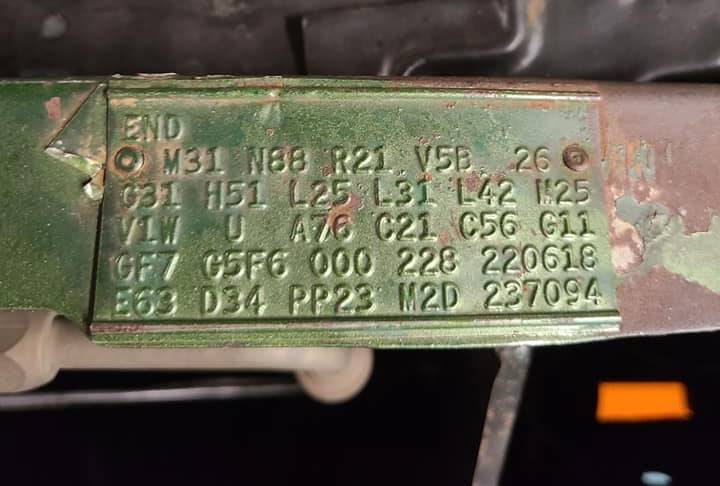 END
M31 N88 R21 V5B 26
G31 H51 L25 L31 L42 M25
V1W U A76 C21 C56 G11
GF7 G5F6 000 228 220618
E63 D34 PP23 M2D 237094